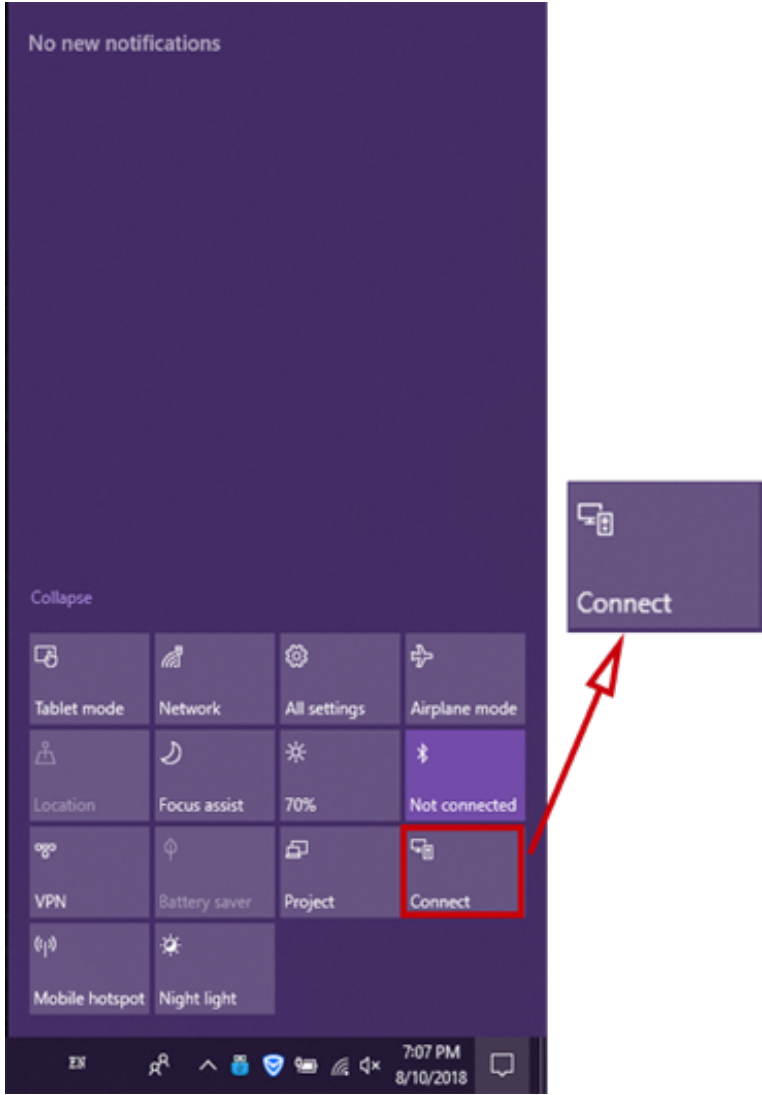 No new notifications
Collapse
Connect
Tablet mode Network All settings Airplane mode
Location Focus assist 70% Not connected
VPN Battery saver Project Connect
Mobile hotspot Night light
EN 7:07 PM
8/10/2018